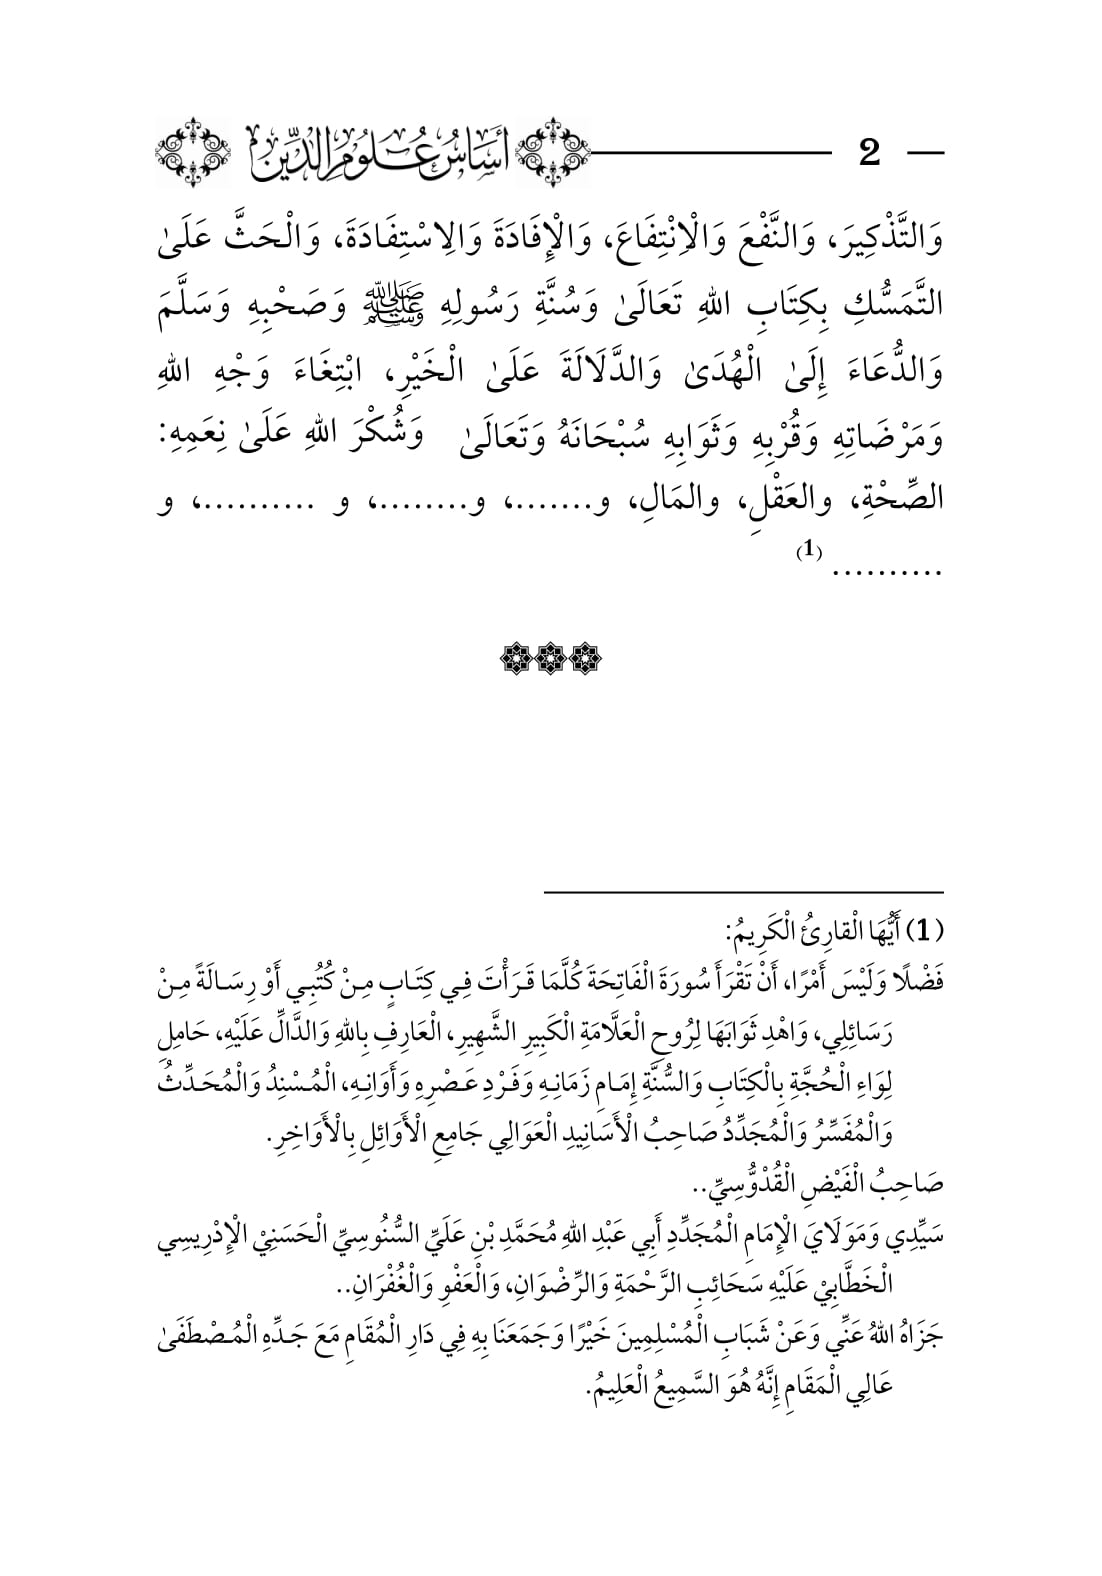 2 أَسَاسُ عُلُومِ الدِّين
وَالتَّذْكِيرَ، وَالنَّفْعَ وَالْاِنْتِفَاعَ، وَالْإِفَادَةَ وَالِاسْتِفَادَةَ، وَالْحَثَّ عَلَىٰ
التَّمَسُّكِ بِكِتَابِ اللهِ تَعَالَىٰ وَسُنَّةِ رَسُولِهِ ﷺ وَصَحْبِهِ وَسَلَّمَ
وَالدُّعَاءَ إِلَىٰ الْهُدَىٰ وَالدَّلَالَةَ عَلَىٰ الْخَيْرِ، ابْتِغَاءَ وَجْهِ اللهِ
وَمَرْضَاتِهِ وَقُرْبِهِ وَثَوَابِهِ سُبْحَانَهُ وَتَعَالَىٰ وَشُكْرَ اللهِ عَلَىٰ نِعَمِهِ:
الصِّحْةِ، والعَقْلِ، والمَالِ، و.......، و........، و ..........، و
.......... (1)
(1) أَيُّهَا الْقارِئُ الْكَرِيمُ:
فَضْلًا وَلَيْسَ أَمْرًا، أَنْ تَقْرَأَ سُورَةَ الْفَاتِحَةَ كُلَّمَا قَرَأْتَ فِي كِتَابٍ مِنْ كُتُبِي أَوْ رِسَالَةً مِنْ
رَسَائِلِي، وَاهْدِ ثَوَابَهَا لِرُوحِ الْعَلَّامَةِ الْكَبِيرِ الشَّهِيرِ، الْعَارِفِ بِاللهِ وَالدَّالِّ عَلَيْهِ، حَامِلِ
لِوَاءِ الْحُجَّةِ بِالْكِتَابِ وَالسُّنَّةِ إِمَامِ زَمَانِهِ وَفَرْدِ عَصْرِهِ وَأَوَانِهِ، الْمُسْنِدُ وَالْمُحَدِّثُ
وَالْمُفَسِّرُ وَالْمُجَدِّدُ صَاحِبُ الْأَسَانِيدِ الْعَوَالِي جَامِعِ الْأَوَائِلِ بِالْأَوَاخِرِ.
صَاحِبُ الْفَيْضِ الْقُدْوُّسِيِّ..
سَيِّدِي وَمَوَلَايَ الْإِمَامِ الْمُجَدِّدِ أَبِي عَبْدِ اللهِ مُحَمَّدِ بْنِ عَلَيِّ السُّنُوسِيِّ الْحَسَنِيْ الْإِدْرِيسِي
الْخَطَّابِيْ عَلَيْهِ سَحَائِبِ الرَّحْمَةِ وَالرِّضْوَانِ، وَالْعَفْوِ وَالْغُفْرَانِ..
جَزَاهُ اللهُ عَنِّي وَعَنْ شَبَابِ الْمُسْلِمِينَ خَيْرًا وَجَمَعَنَا بِهِ فِي دَارِ الْمُقَامِ مَعَ جَدِّهِ الْمُصْطَفَىٰ
عَالِي الْمَقَامِ إِنَّهُ هُوَ السَّمِيعُ الْعَلِيمُ.